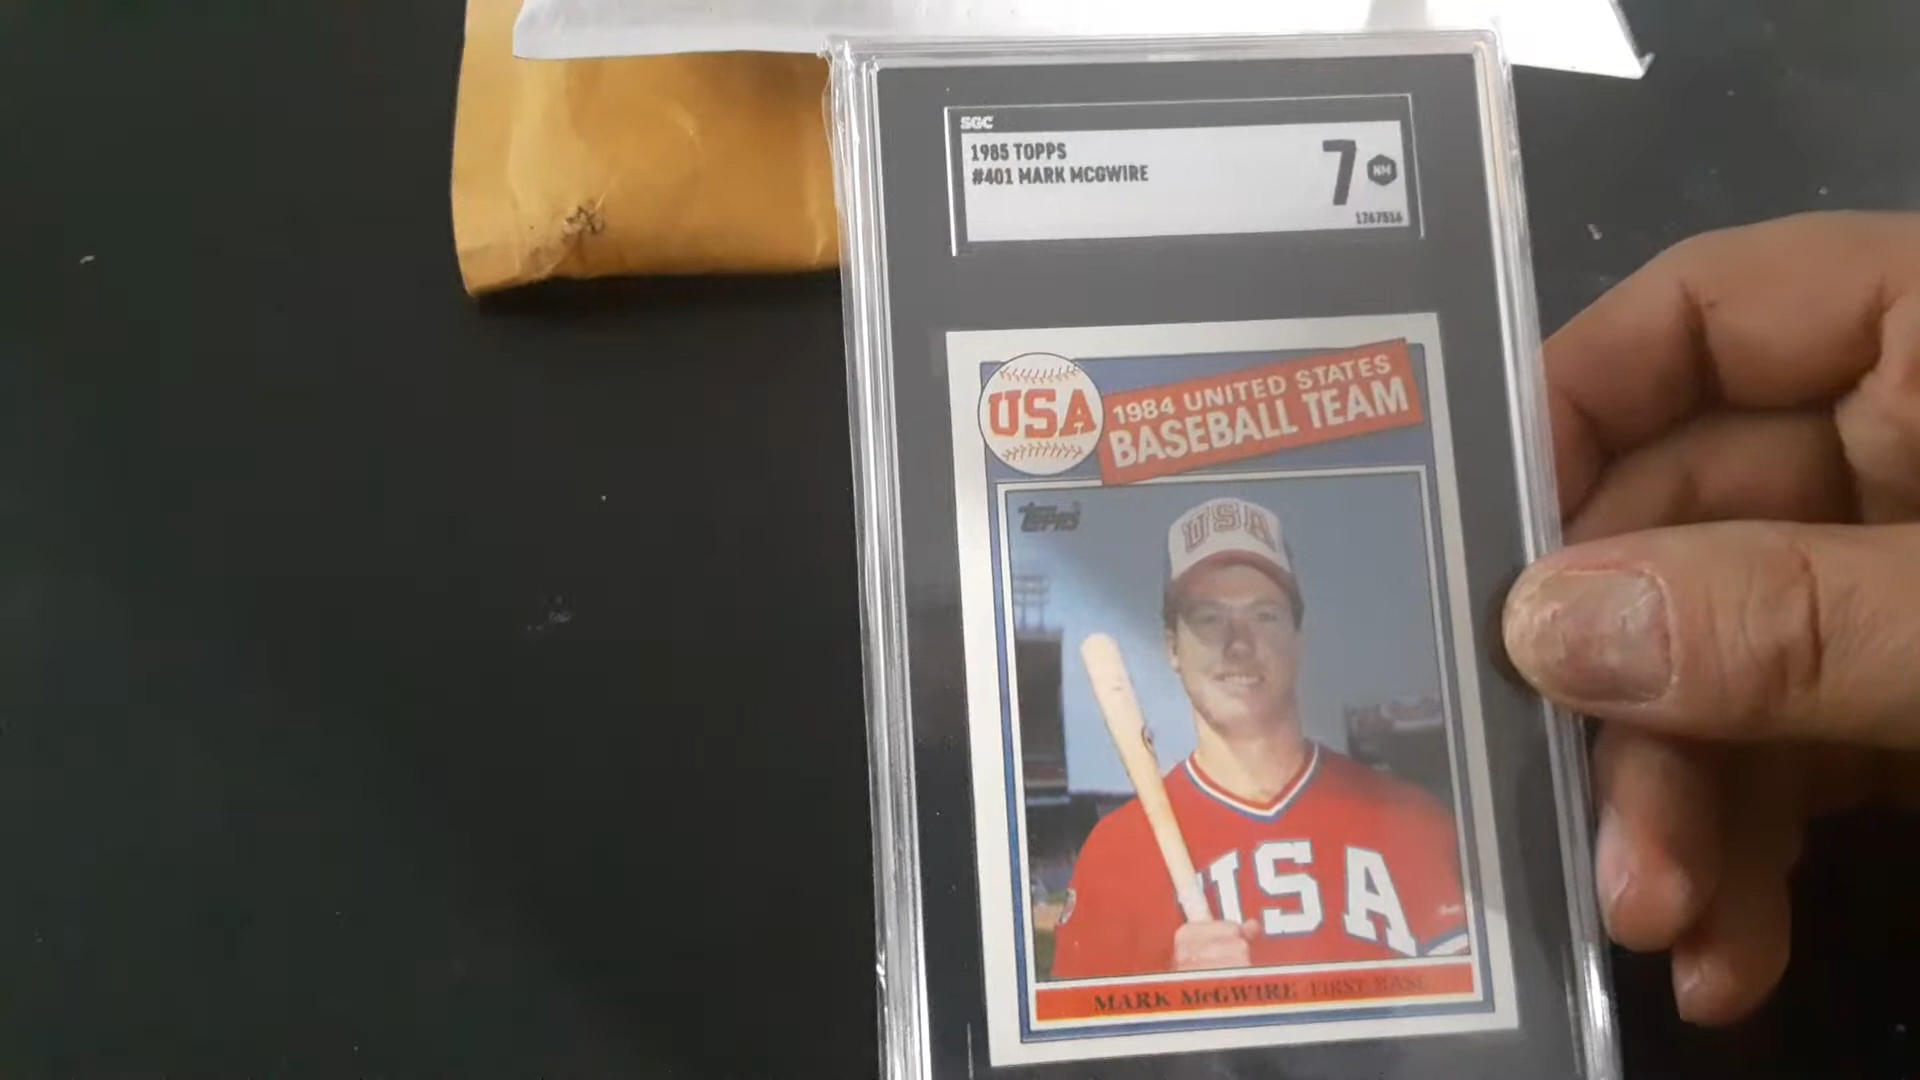 SGC
1985 TOPPS
#401 MARK MCGWIRE
7
NM
1767516
USA
1984 UNITED STATES
BASEBALL TEAM
TOPPS
USA
USA
MARK McGWIRE FIRST BASE